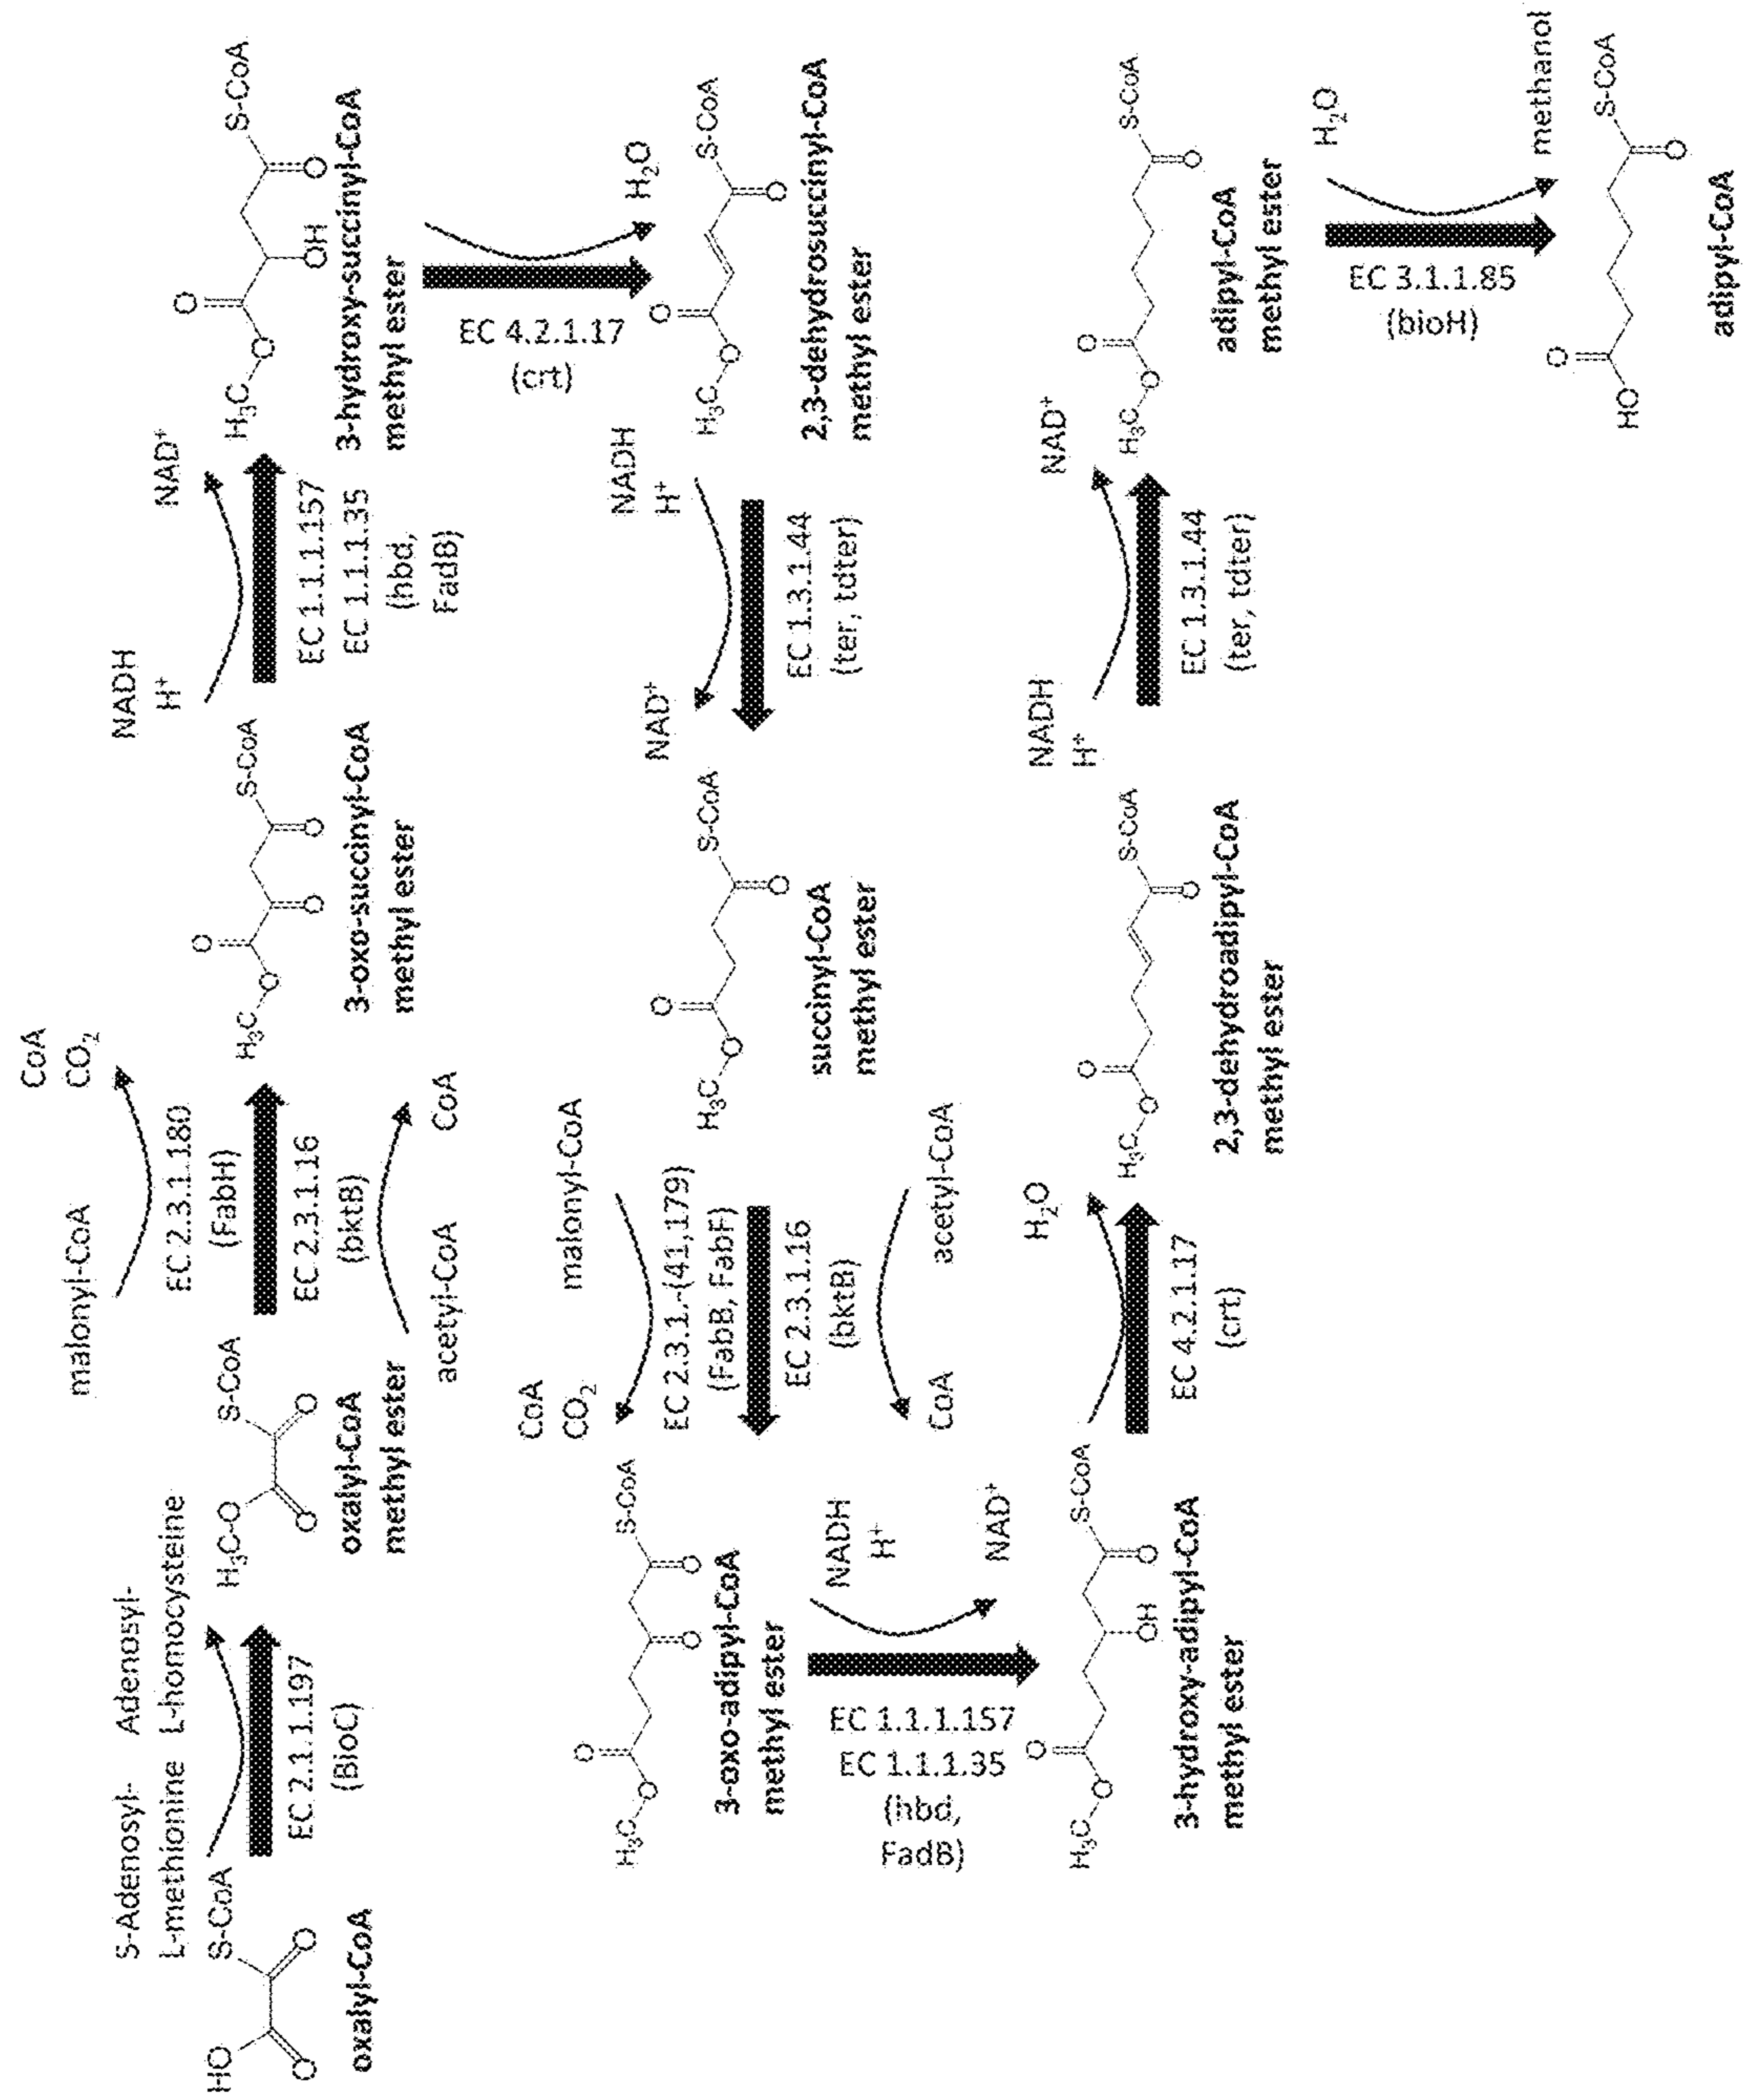 S-Adenosyl-
L-methionine
Adenosyl-
L-homocysteine
HO
S-CoA
O
O
oxalyl-CoA
EC 2.1.1.197
(BioC)
H₃C-O
S-CoA
O
O
oxalyl-CoA
methyl ester
malonyl-CoA
CoA
CO₂
EC 2.3.1.180
(FabH)
EC 2.3.1.16
(bktB)
acetyl-CoA
CoA
O
H₃C
O
O
O
S-CoA
3-oxo-succinyl-CoA
methyl ester
NADH
H⁺
NAD⁺
EC 1.1.1.157
EC 1.1.1.35
(hbd,
FadB)
O
H₃C
O
OH
O
S-CoA
3-hydroxy-succinyl-CoA
methyl ester
EC 4.2.1.17
(crt)
H₂O
O
H₃C
O
O
S-CoA
2,3-dehydrosuccinyl-CoA
methyl ester
NADH
H⁺
NAD⁺
EC 1.3.1.44
(ter, tdter)
O
H₃C
O
O
S-CoA
succinyl-CoA
methyl ester
malonyl-CoA
CoA
CO₂
EC 2.3.1.-(41,179)
(FabB, FabF)
EC 2.3.1.16
(bktB)
acetyl-CoA
CoA
O
H₃C
O
O
O
S-CoA
3-oxo-adipyl-CoA
methyl ester
NADH
H⁺
NAD⁺
EC 1.1.1.157
EC 1.1.1.35
(hbd,
FadB)
O
H₃C
O
OH
O
S-CoA
3-hydroxy-adipyl-CoA
methyl ester
H₂O
EC 4.2.1.17
(crt)
O
H₃C
O
O
S-CoA
2,3-dehydroadipyl-CoA
methyl ester
NADH
H⁺
NAD⁺
EC 1.3.1.44
(ter, tdter)
O
H₃C
O
O
S-CoA
adipyl-CoA
methyl ester
H₂O
EC 3.1.1.85
(bioH)
methanol
O
HO
O
S-CoA
adipyl-CoA